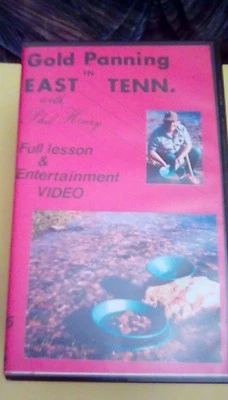 Gold Panning
IN
EAST TENN.
with
Full lesson
&
Entertainment
VIDEO